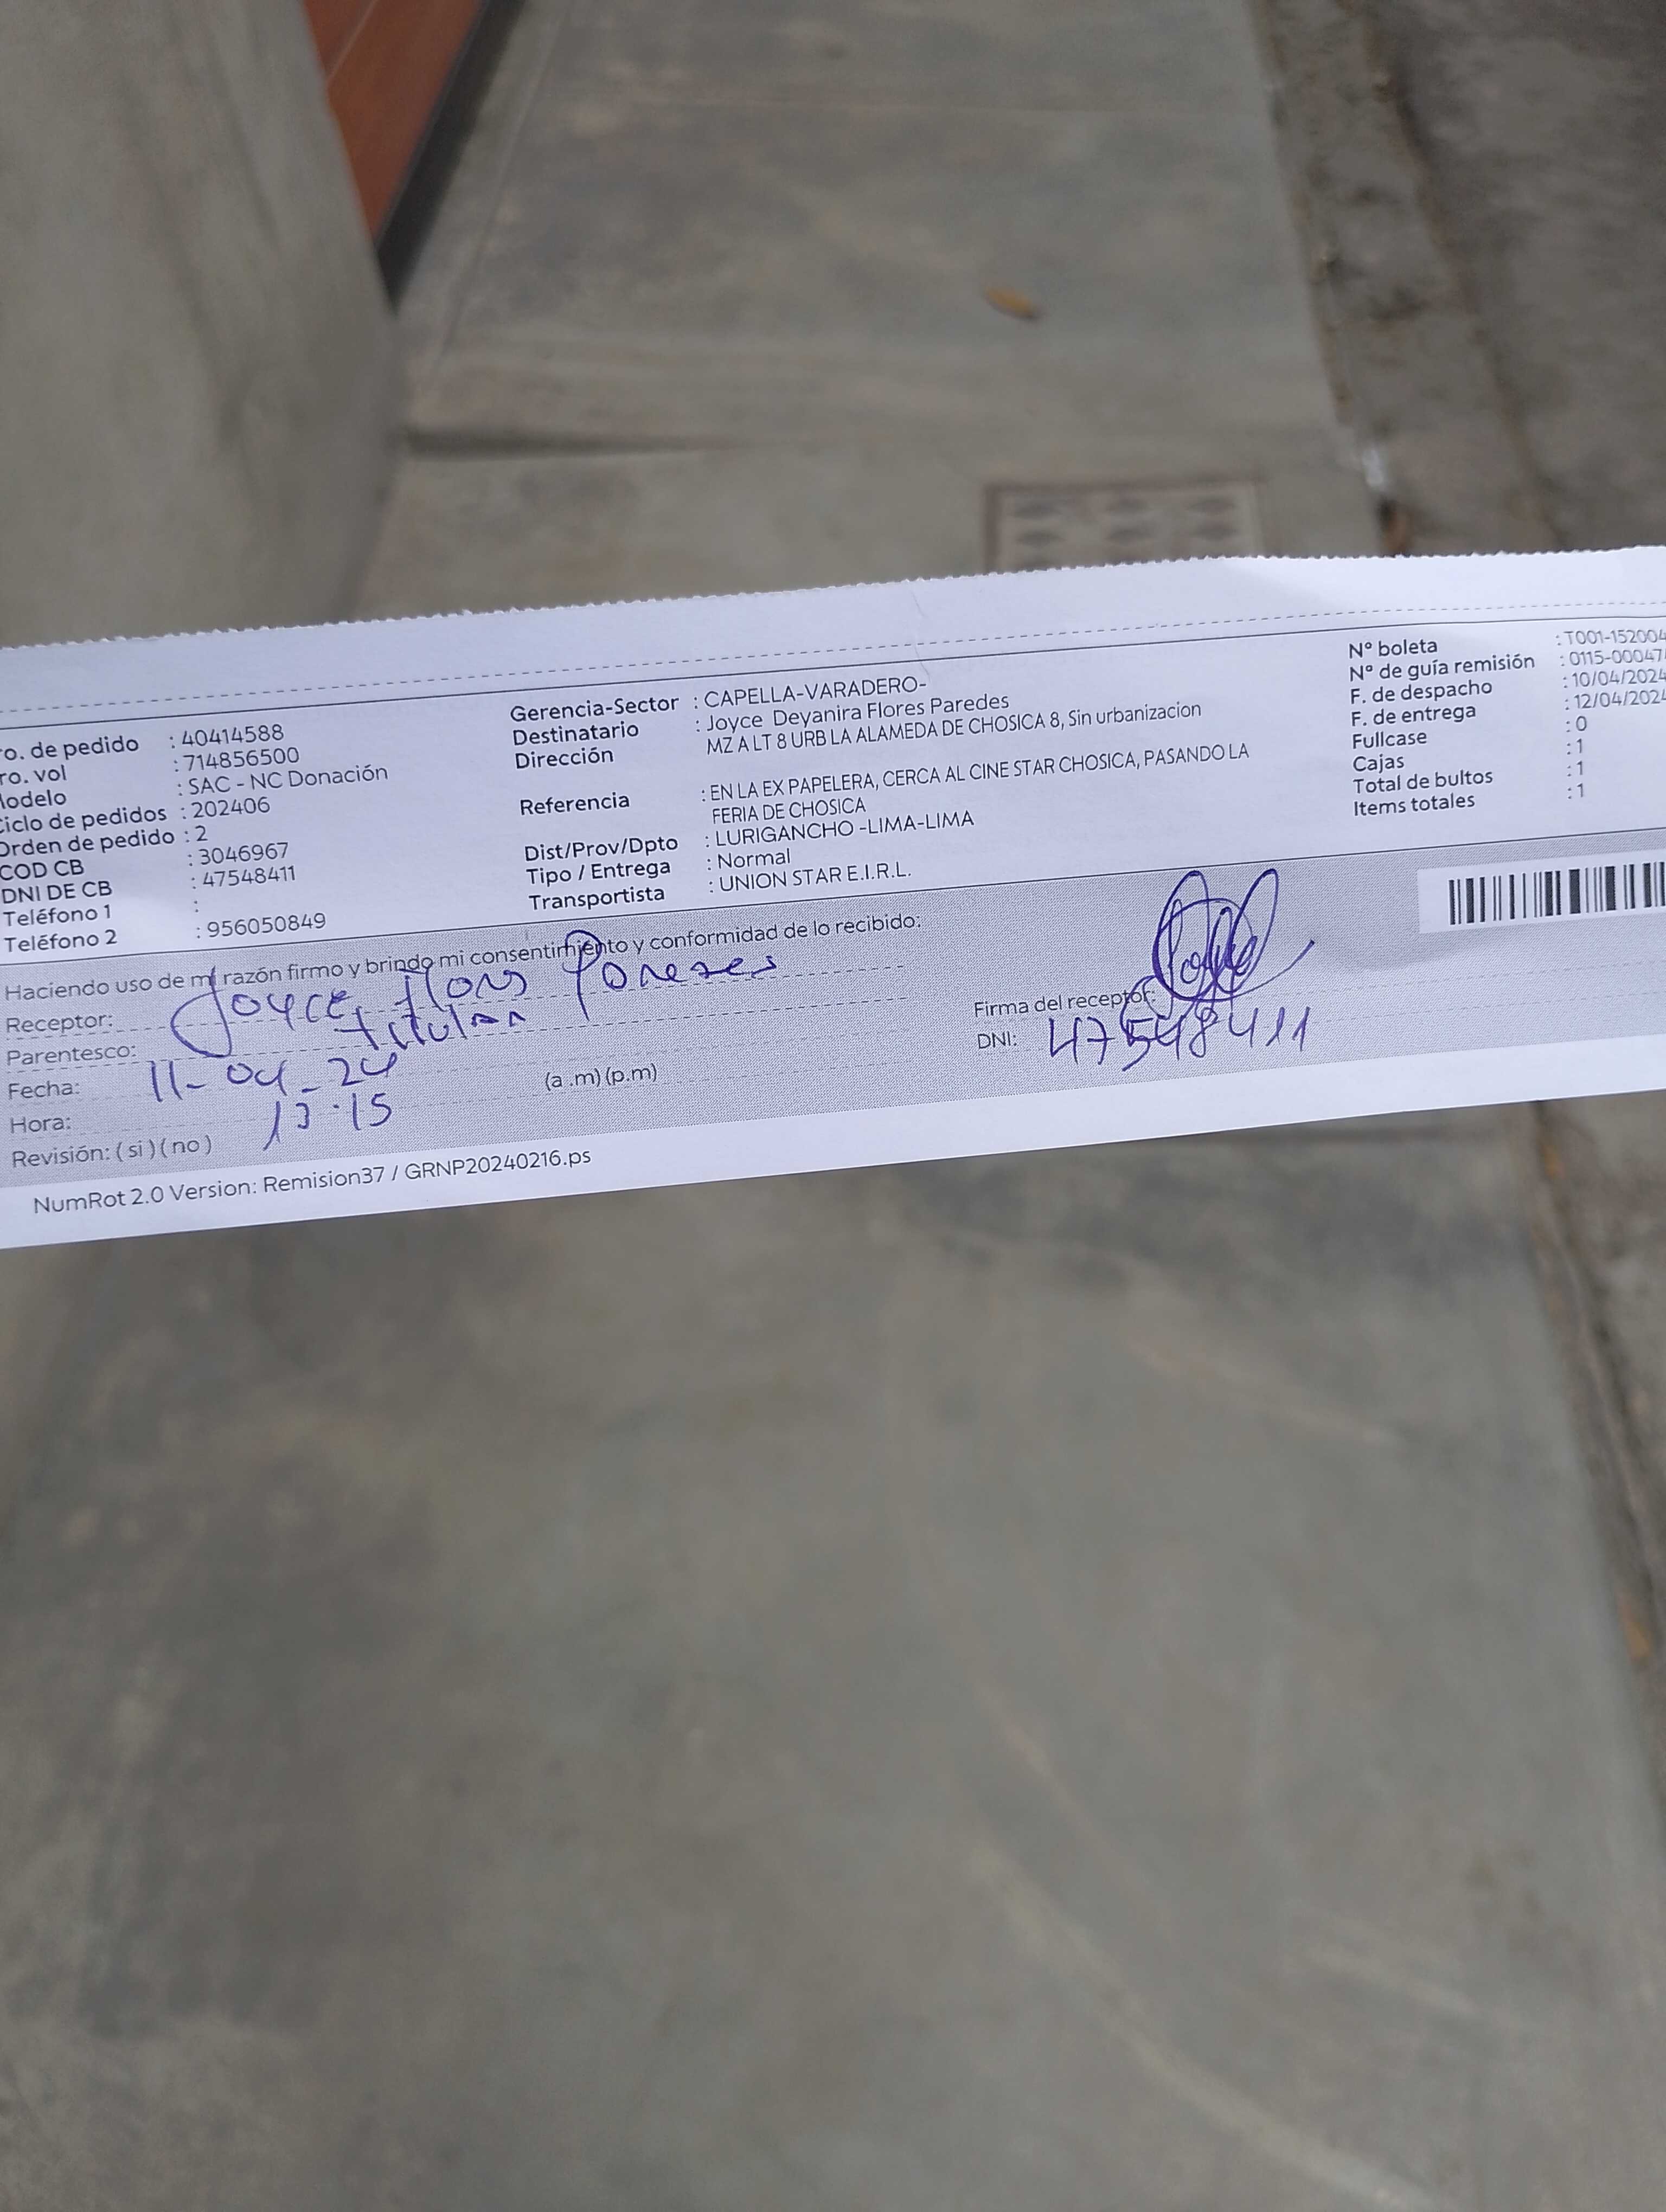 ro. de pedido : 40414588
ro. vol : 714856500
odelo : SAC - NC Donación
Ciclo de pedidos : 202406
Orden de pedido : 2
COD CB : 3046967
DNI DE CB : 47548411
Teléfono 1 :
Teléfono 2 : 956050849
Gerencia-Sector : CAPELLA-VARADERO-
Destinatario : Joyce Deyanira Flores Paredes
Dirección MZ A LT 8 URB LA ALAMEDA DE CHOSICA 8, Sin urbanizacion
Referencia : EN LA EX PAPELERA, CERCA AL CINE STAR CHOSICA, PASANDO LA
FERIA DE CHOSICA
Dist/Prov/Dpto : LURIGANCHO -LIMA-LIMA
Tipo / Entrega : Normal
Transportista : UNION STAR E.I.R.L.
Nº boleta : T001-152004
Nº de guía remisión : 0115-00047
F. de despacho : 10/04/2024
F. de entrega : 12/04/2024
Fullcase : 0
Cajas : 1
Total de bultos : 1
Items totales : 1
Haciendo uso de mi razón firmo y brindo mi consentimiento y conformidad de lo recibido:
Receptor: Joyce
Parentesco: titular
Fecha: 11-04-24
Hora: 13:15 (a .m) (p.m)
Revisión: ( si ) ( no )
Firma del receptor:
DNI: 47548411
NumRot 2.0 Version: Remision37 / GRNP20240216.ps